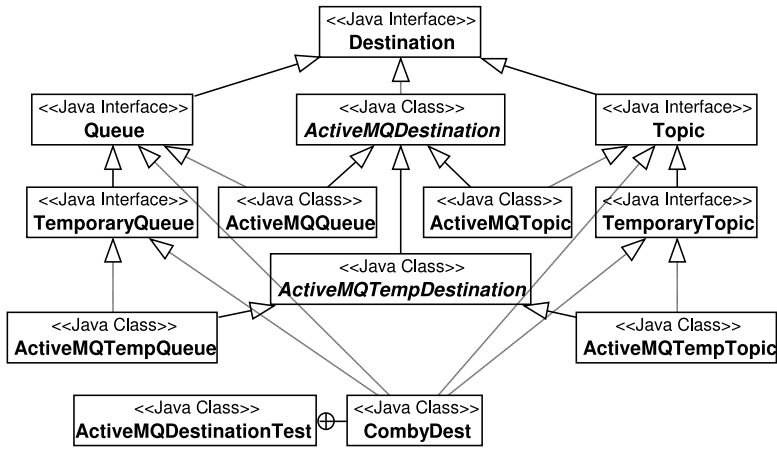 <<Java Interface>>
Destination
<<Java Interface>>
Queue
<<Java Class>>
ActiveMQDestination
<<Java Interface>>
Topic
<<Java Interface>>
TemporaryQueue
<<Java Class>>
ActiveMQQueue
<<Java Class>>
ActiveMQTopic
<<Java Interface>>
TemporaryTopic
<<Java Class>>
ActiveMQTempDestination
<<Java Class>>
ActiveMQTempQueue
<<Java Class>>
ActiveMQTempTopic
<<Java Class>>
ActiveMQDestinationTest
<<Java Class>>
CombyDest